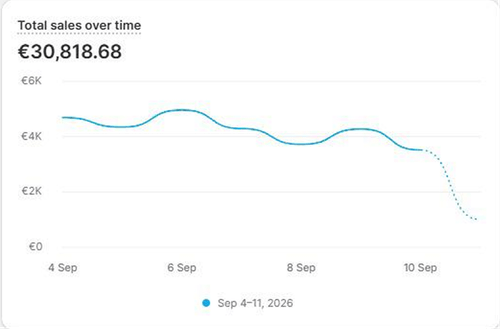 Total sales over time
€30,818.68
€6K
€4K
€2K
€0
4 Sep 6 Sep 8 Sep 10 Sep
Sep 4–11, 2026